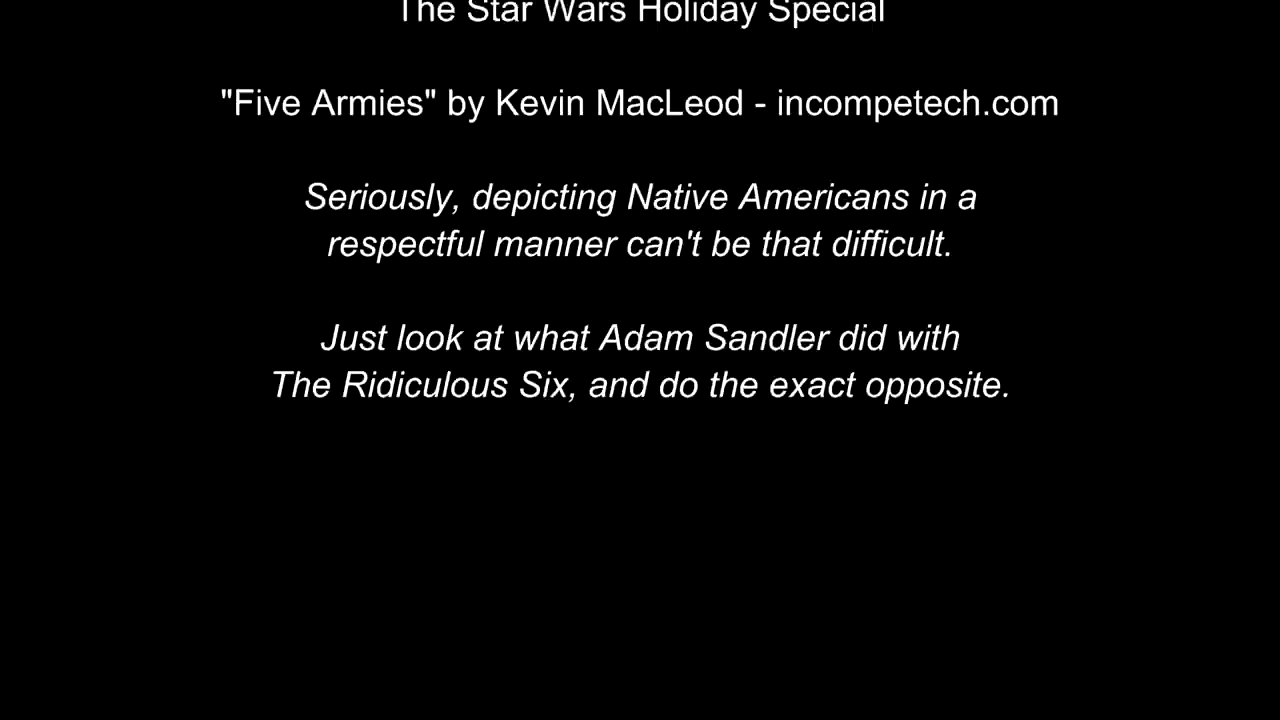 The Star Wars Holiday Special
"Five Armies" by Kevin MacLeod - incompetech.com
Seriously, depicting Native Americans in a
respectful manner can't be that difficult.
Just look at what Adam Sandler did with
The Ridiculous Six, and do the exact opposite.